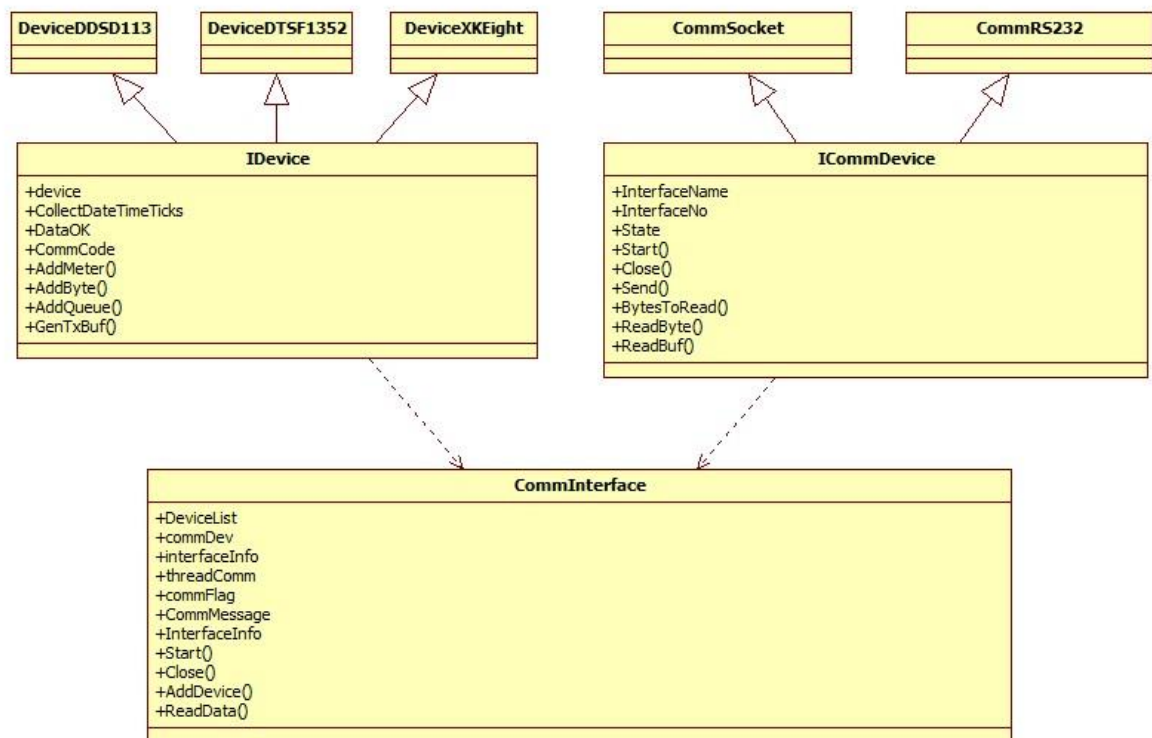 DeviceDDSD113
DeviceDTSF1352
DeviceXKEight
CommSocket
CommRS232
IDevice
+device
+CollectDateTimeTicks
+DataOK
+CommCode
+AddMeter()
+AddByte()
+AddQueue()
+GenTxBuf()
ICommDevice
+InterfaceName
+InterfaceNo
+State
+Start()
+Close()
+Send()
+BytesToRead()
+ReadByte()
+ReadBuf()
CommInterface
+DeviceList
+commDev
+interfaceInfo
+threadComm
+commFlag
+CommMessage
+InterfaceInfo
+Start()
+Close()
+AddDevice()
+ReadData()